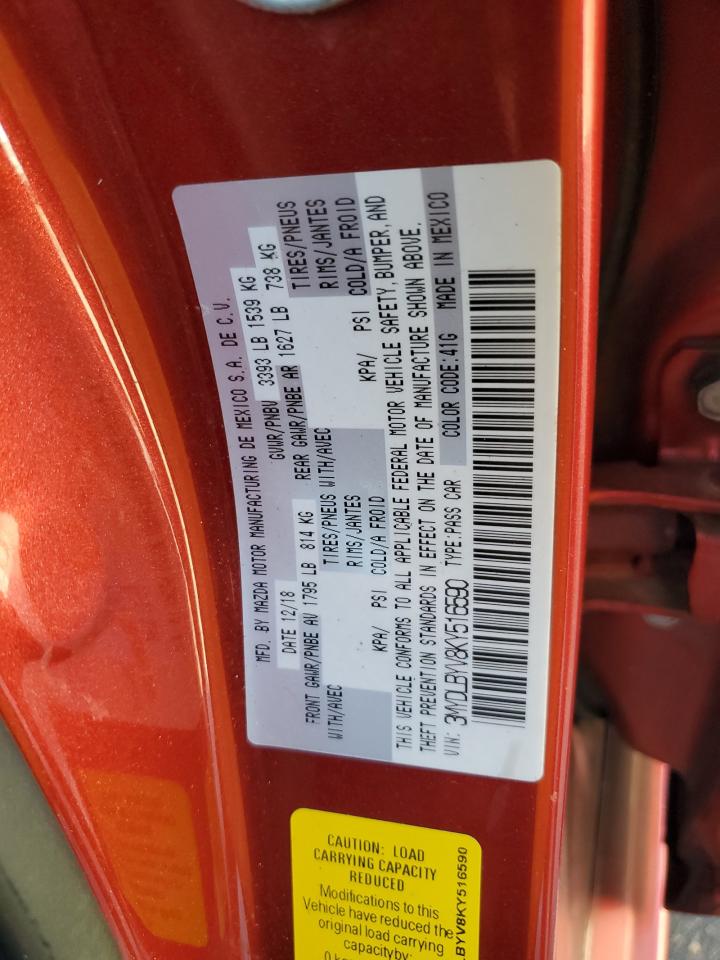 MFD. BY MAZDA MOTOR MANUFACTURING DE MEXICO S.A. DE C.V.
DATE 12/18 GVWR/PNBV 3393 LB 1539 KG
FRONT GAWR/PNBE AV 1795 LB 814 KG REAR GAWR/PNBE AR 1627 LB 738 KG
WITH/AVEC TIRES/PNEUS WITH/AVEC TIRES/PNEUS
RIMS/JANTES RIMS/JANTES
KPA/ PSI COLD/A FROID KPA/ PSI COLD/A FROID
THIS VEHICLE CONFORMS TO ALL APPLICABLE FEDERAL MOTOR VEHICLE SAFETY, BUMPER, AND
THEFT PREVENTION STANDARDS IN EFFECT ON THE DATE OF MANUFACTURE SHOWN ABOVE.
VIN: 3MYDLBYV8KY516590 TYPE:PASS CAR COLOR CODE:41G MADE IN MEXICO
CAUTION: LOAD
CARRYING CAPACITY
REDUCED
Modifications to this
Vehicle have reduced the
original load carrying
capacity by:
LBYV8KY516590